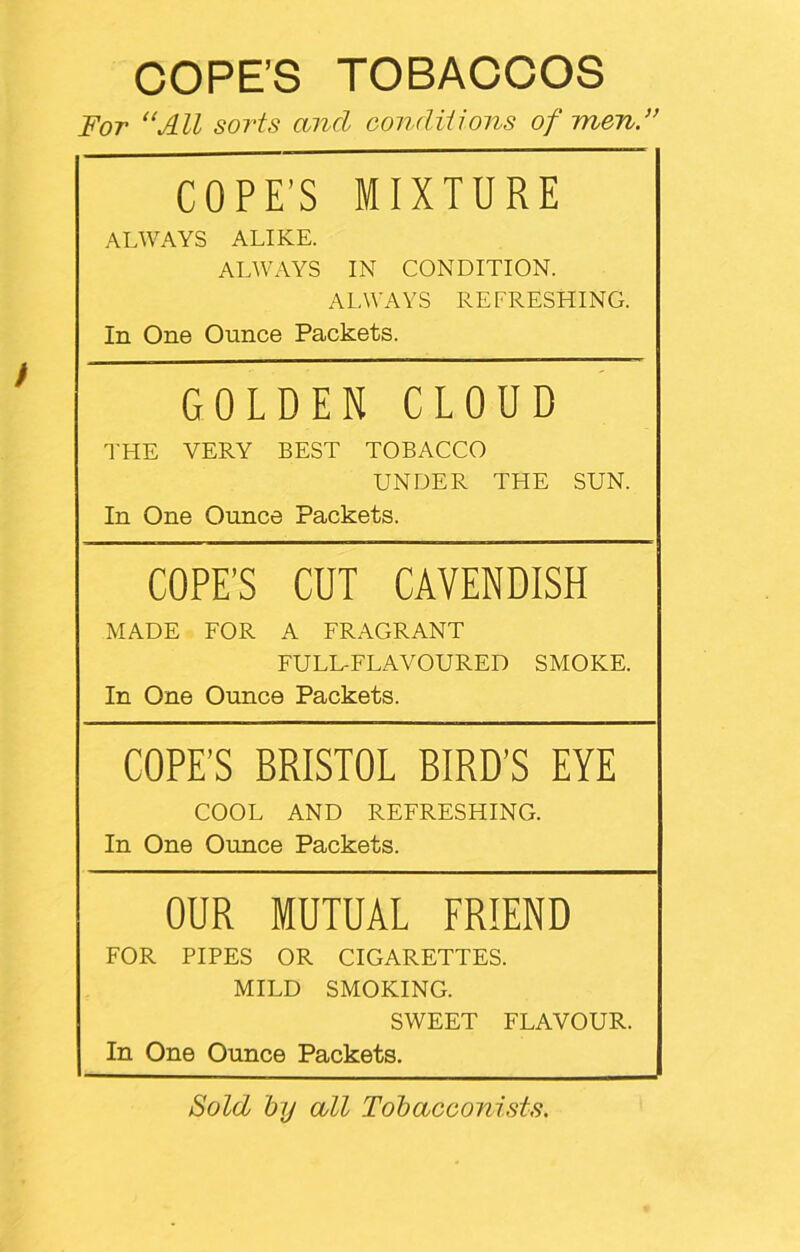 COPE'S TOBACCOS
For "All sorts and conditions of men."
COPE'S MIXTURE
ALWAYS ALIKE.
ALWAYS IN CONDITION.
ALWAYS REFRESHING.
In One Ounce Packets.
GOLDEN CLOUD
THE VERY BEST TOBACCO
UNDER THE SUN.
In One Ounce Packets.
COPE'S CUT CAVENDISH
MADE FOR A FRAGRANT
FULL-FLAVOURED SMOKE.
In One Ounce Packets.
COPE'S BRISTOL BIRD'S EYE
COOL AND REFRESHING.
In One Ounce Packets.
OUR MUTUAL FRIEND
FOR PIPES OR CIGARETTES.
MILD SMOKING.
SWEET FLAVOUR.
In One Ounce Packets.
Sold by all Tobacconists.